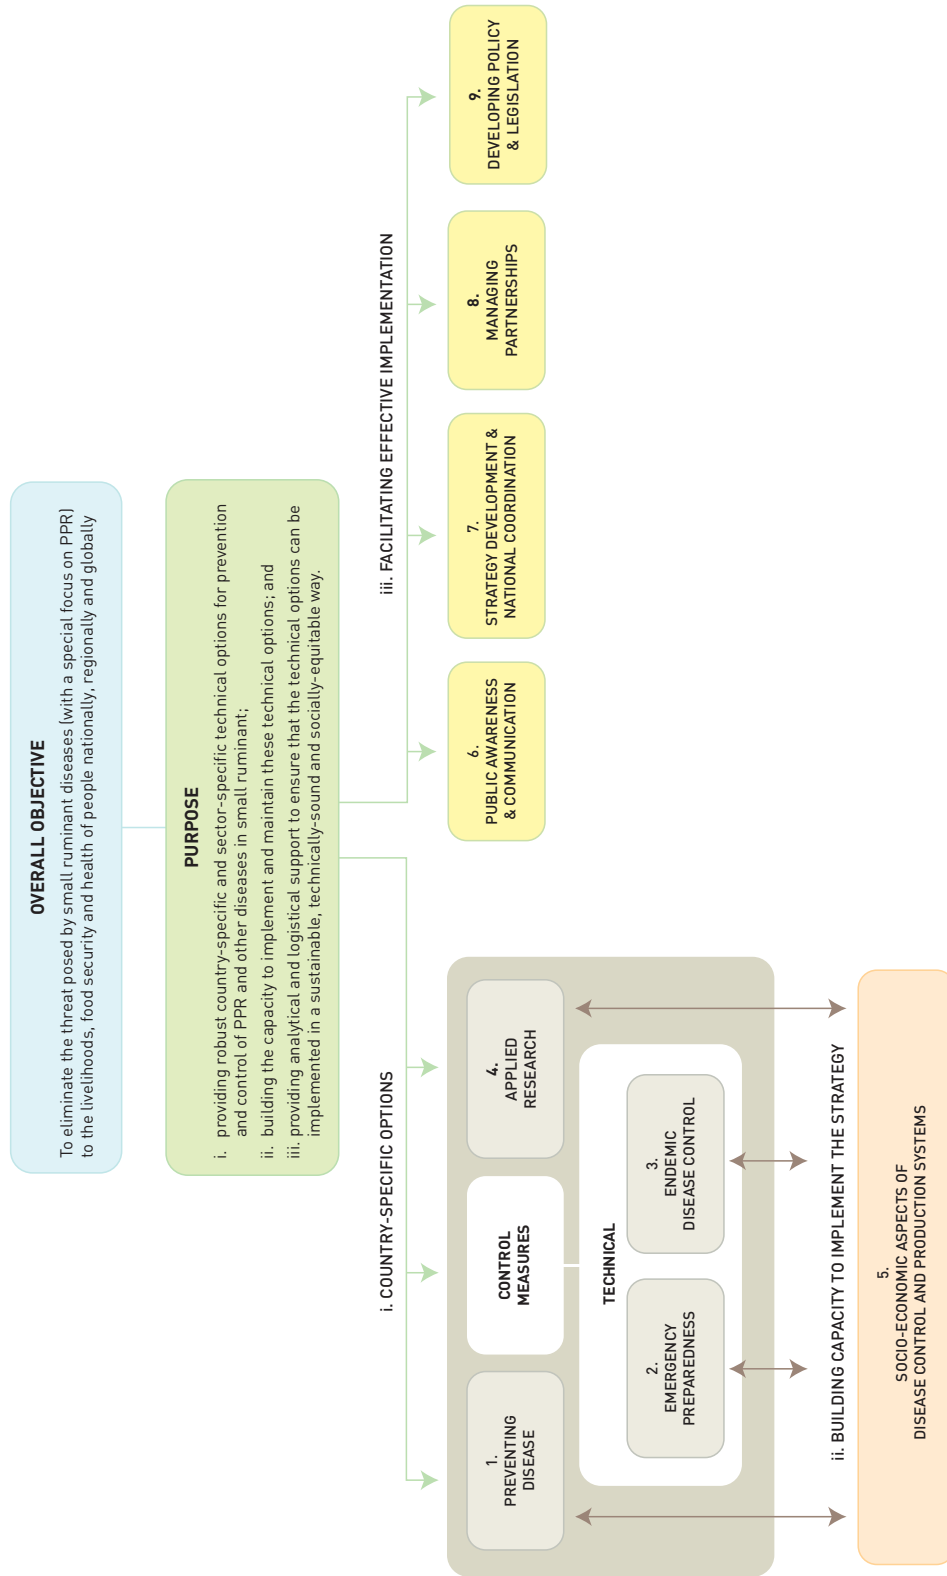 OVERALL OBJECTIVE
To eliminate the threat posed by small ruminant diseases (with a special focus on PPR)
to the livelihoods, food security and health of people nationally, regionally and globally
PURPOSE
i. providing robust country-specific and sector-specific technical options for prevention
and control of PPR and other diseases in small ruminant;
ii. building the capacity to implement and maintain these technical options; and
iii. providing analytical and logistical support to ensure that the technical options can be
implemented in a sustainable, technically-sound and socially-equitable way.
i. COUNTRY-SPECIFIC OPTIONS
iii. FACILITATING EFFECTIVE IMPLEMENTATION
1.
PREVENTING
DISEASE
CONTROL
MEASURES
4.
APPLIED
RESEARCH
TECHNICAL
2.
EMERGENCY
PREPAREDNESS
3.
ENDEMIC
DISEASE CONTROL
6.
PUBLIC AWARENESS
& COMMUNICATION
7.
STRATEGY DEVELOPMENT &
NATIONAL COORDINATION
8.
MANAGING
PARTNERSHIPS
9.
DEVELOPING POLICY
& LEGISLATION
ii. BUILDING CAPACITY TO IMPLEMENT THE STRATEGY
5.
SOCIO-ECONOMIC ASPECTS OF
DISEASE CONTROL AND PRODUCTION SYSTEMS